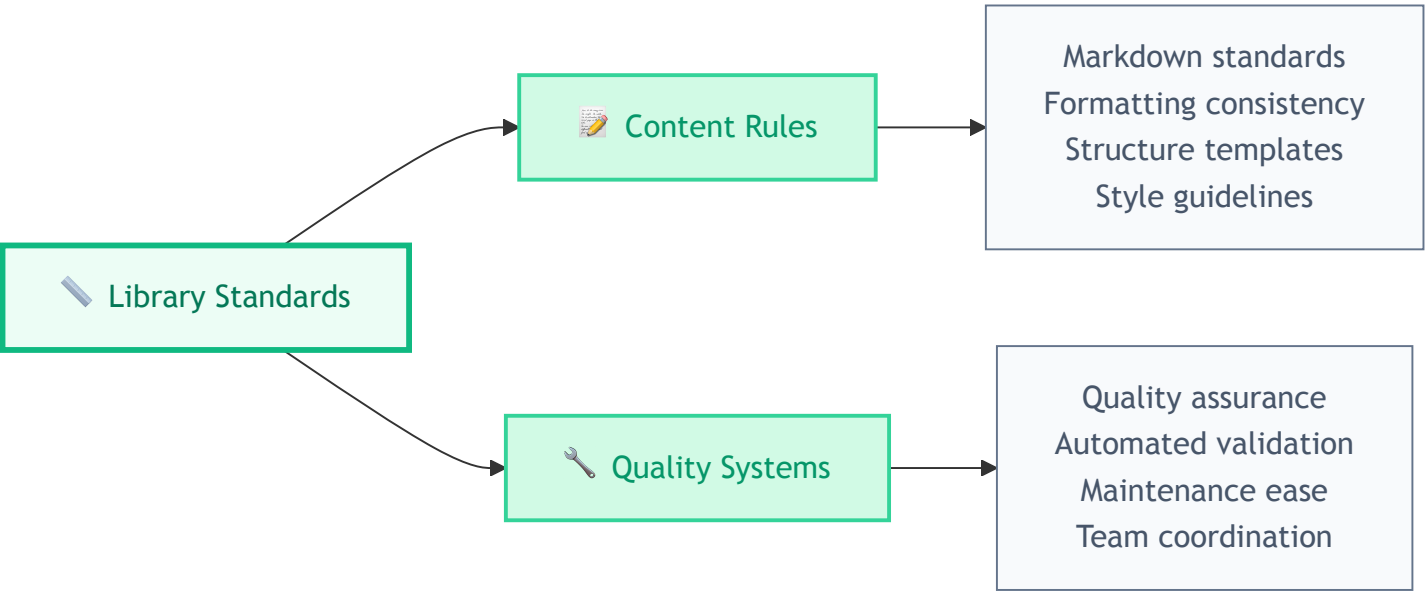 Library Standards
Content Rules
Markdown standards
Formatting consistency
Structure templates
Style guidelines
Quality Systems
Quality assurance
Automated validation
Maintenance ease
Team coordination